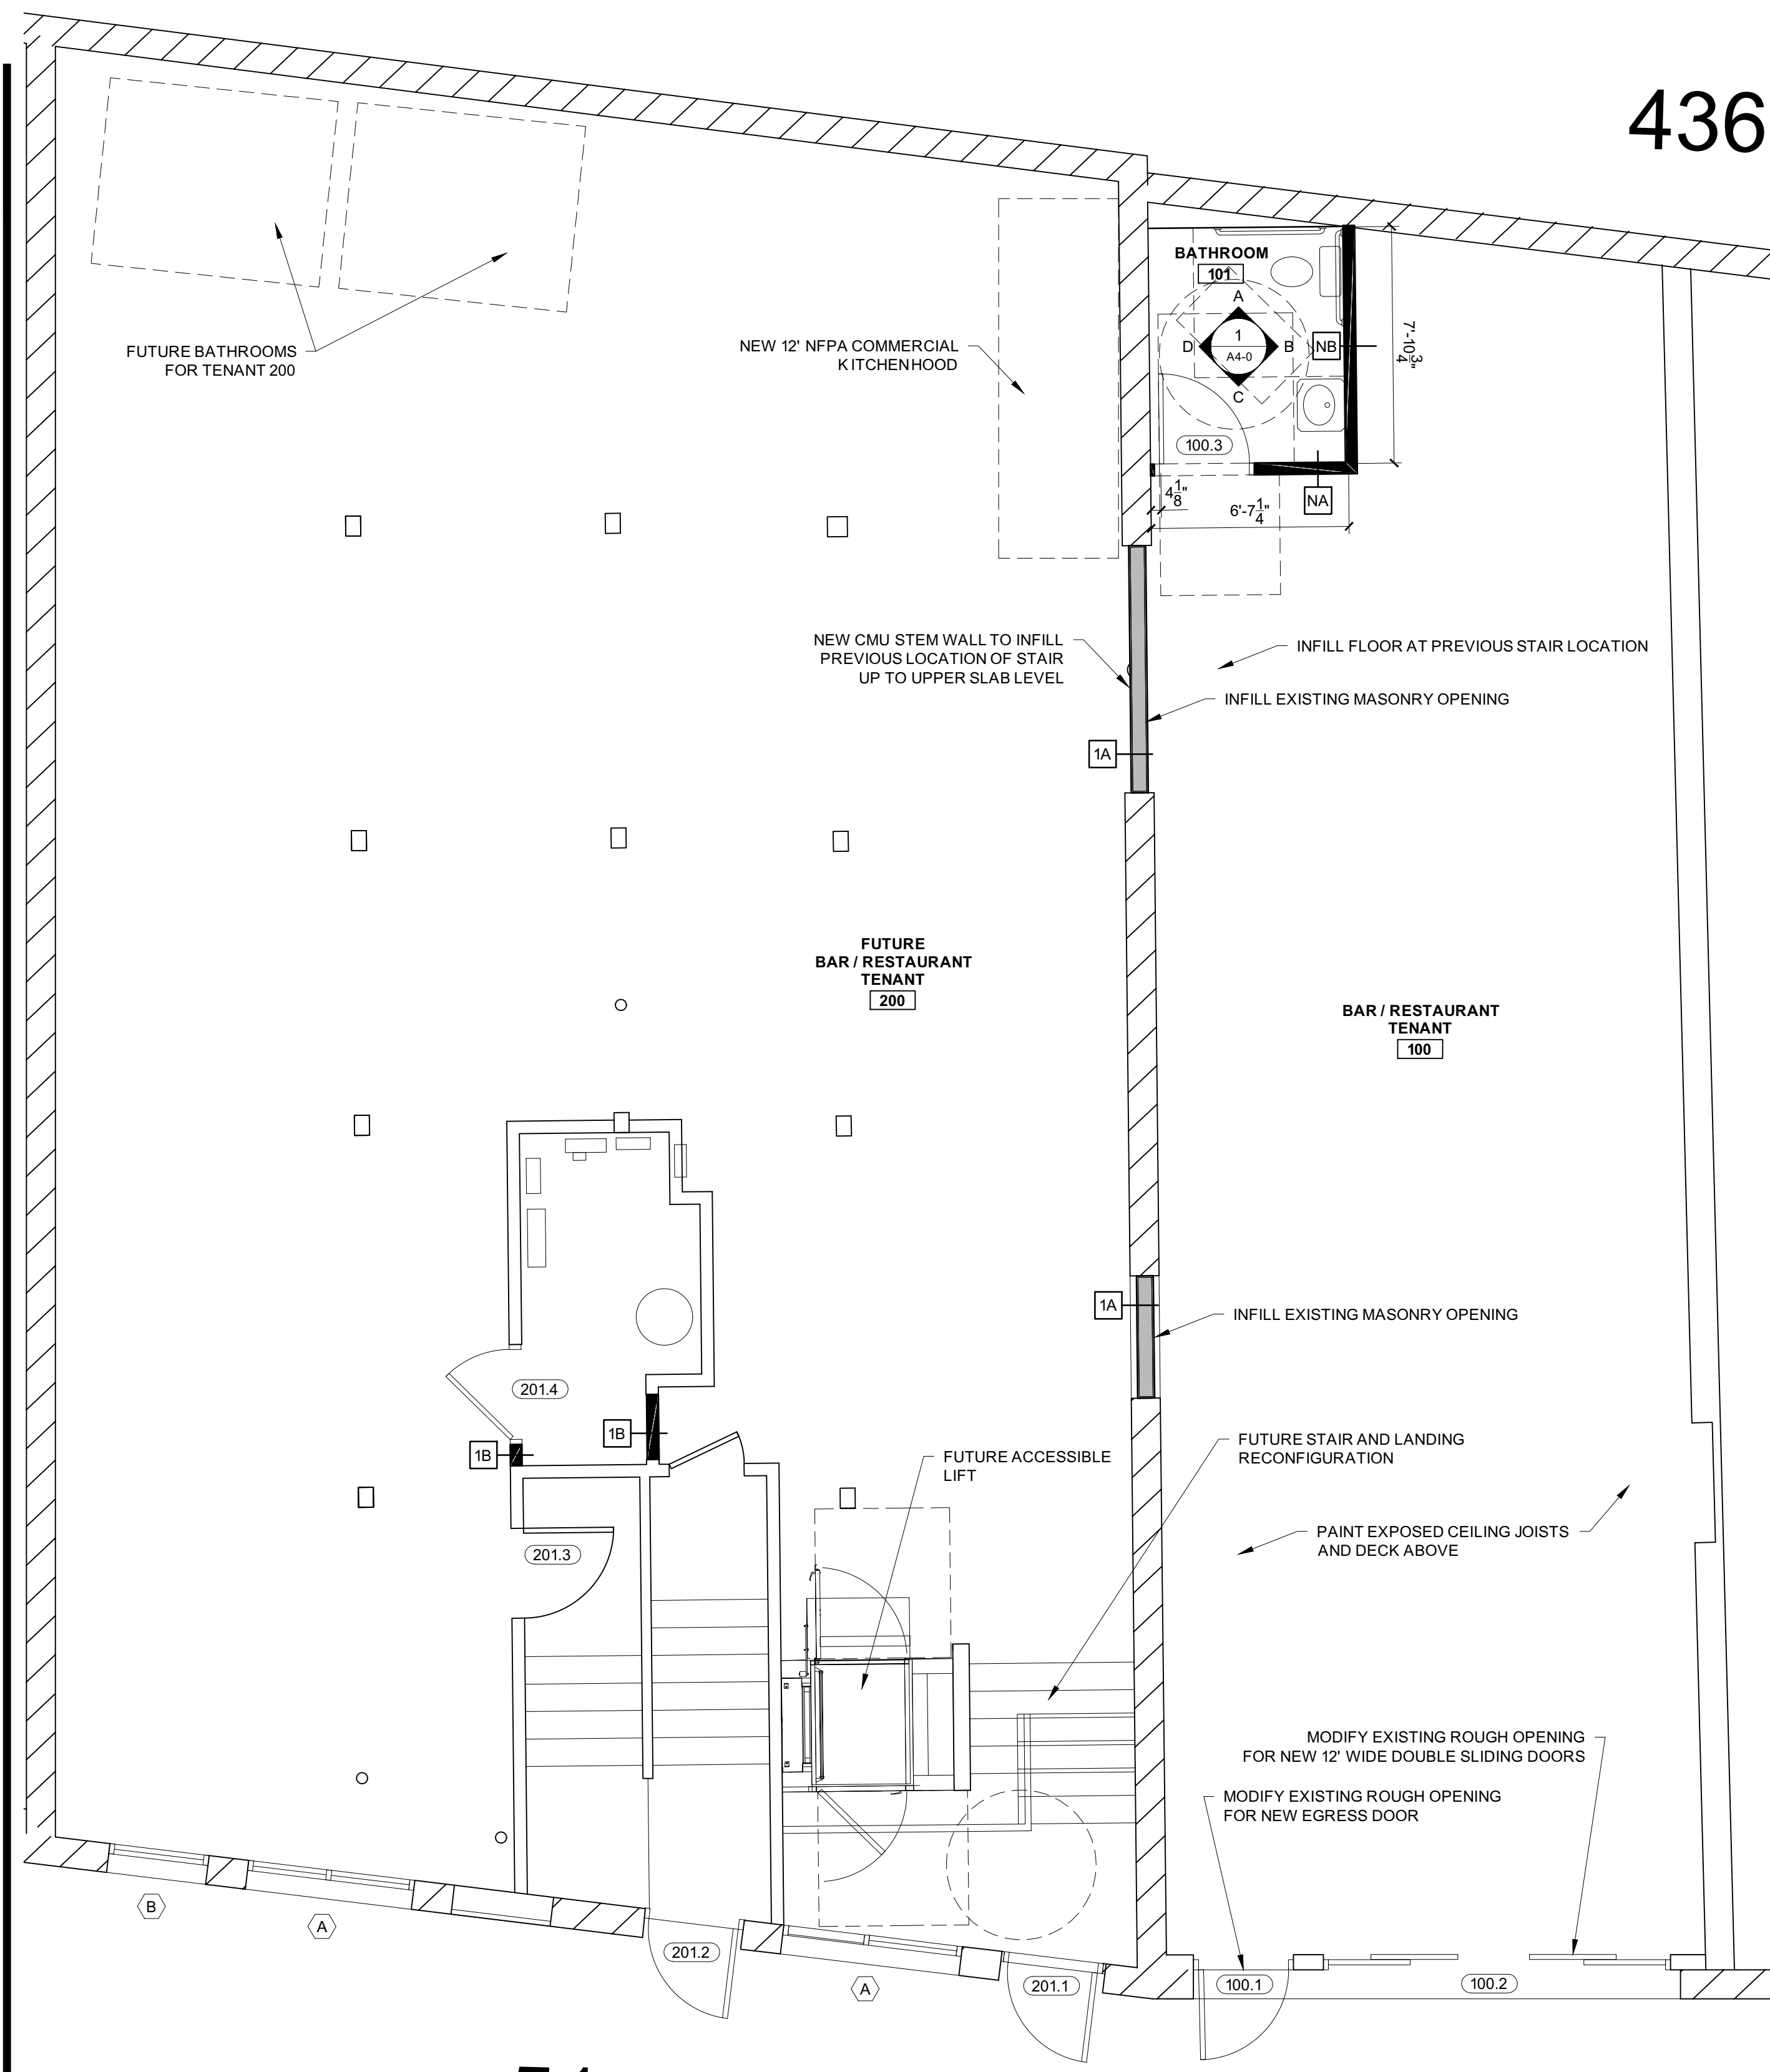 436
BATHROOM
101
A
1
A4-0
D
B
C
NB
7'-10 3/4"
100.3
NA
4 1/8"
6'-7 1/4"
FUTURE BATHROOMS
FOR TENANT 200
NEW 12' NFPA COMMERCIAL
KITCHENHOOD
NEW CMU STEM WALL TO INFILL
PREVIOUS LOCATION OF STAIR
UP TO UPPER SLAB LEVEL
INFILL FLOOR AT PREVIOUS STAIR LOCATION
INFILL EXISTING MASONRY OPENING
1A
FUTURE
BAR / RESTAURANT
TENANT
200
BAR / RESTAURANT
TENANT
100
1A
INFILL EXISTING MASONRY OPENING
201.4
1B
1B
FUTURE ACCESSIBLE
LIFT
FUTURE STAIR AND LANDING
RECONFIGURATION
201.3
PAINT EXPOSED CEILING JOISTS
AND DECK ABOVE
MODIFY EXISTING ROUGH OPENING
FOR NEW 12' WIDE DOUBLE SLIDING DOORS
MODIFY EXISTING ROUGH OPENING
FOR NEW EGRESS DOOR
B
A
201.2
A
201.1
100.1
100.2